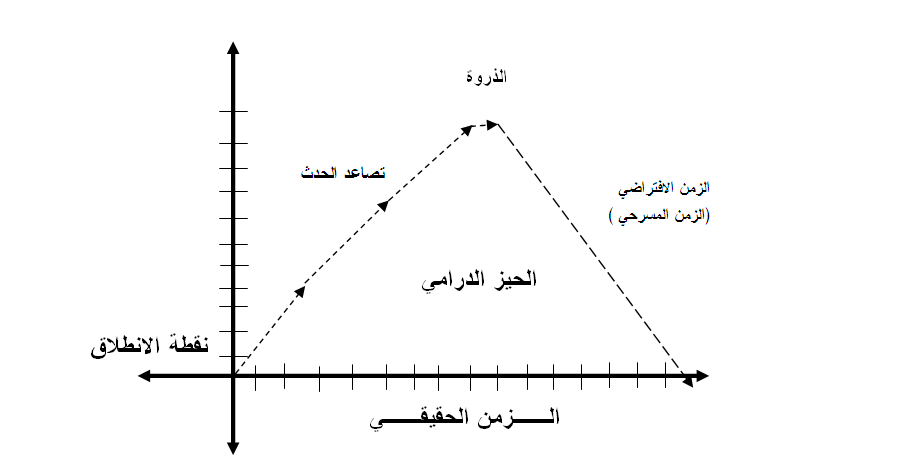 الذروة
تصاعد الحدث
الزمن الافتراضي
(الزمن المسرحي )
الحيز الدرامي
نقطة الانطلاق
الـــــزمن الحقيقـــــي